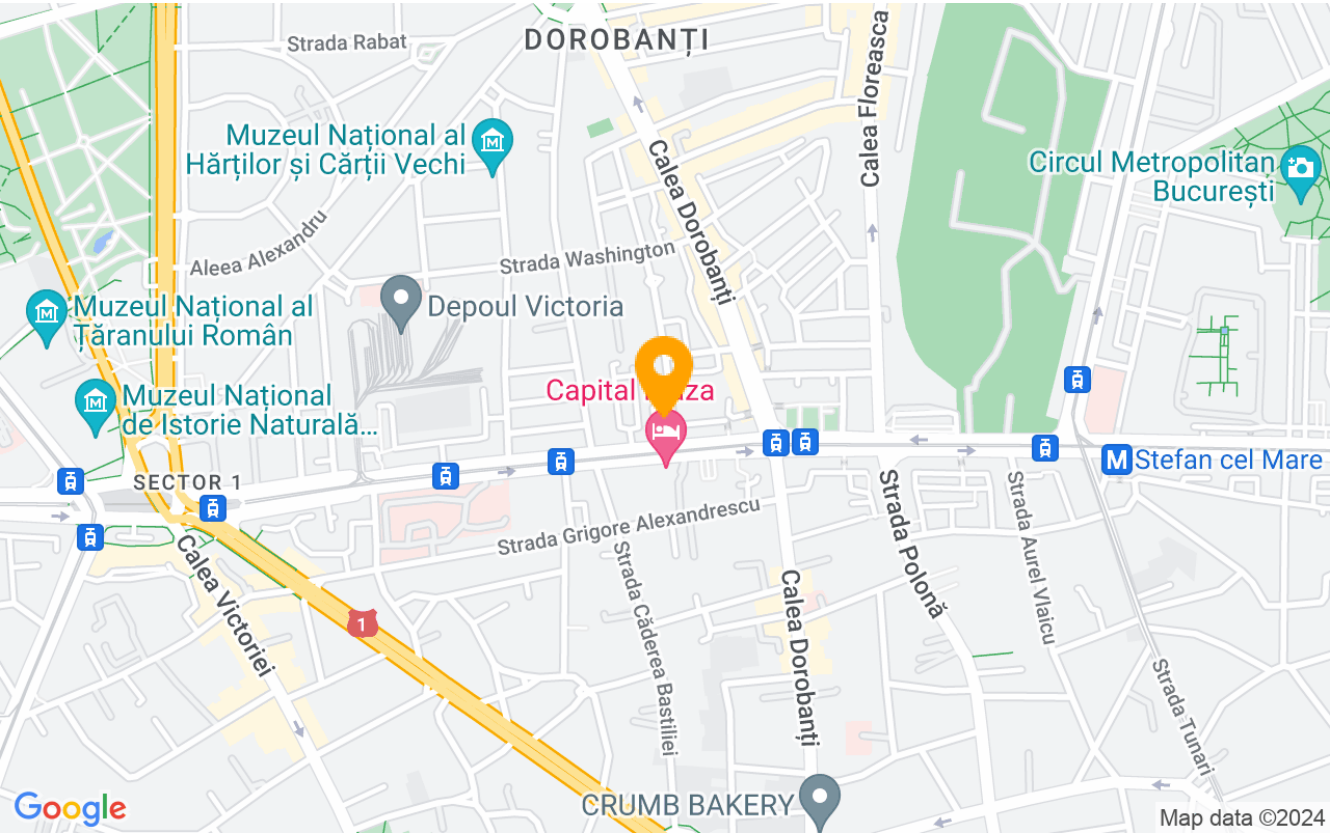 Strada Rabat
DOROBANȚI
Calea Floreasca
Muzeul Național al
Hărților și Cărții Vechi
Calea Dorobanți
Circul Metropolitan
București
Aleea Alexandru
Strada Washington
Muzeul Național al
Țăranului Român
Depoul Victoria
Muzeul Național
de Istorie Naturală...
Capital
SECTOR 1
M Stefan cel Mare
Strada Grigore Alexandrescu
Strada Polonă
Strada Aurel Vlaicu
Calea Victoriei
1
Strada Căderea Bastiliei
Calea Dorobanți
Strada Tunari
CRUMB BAKERY
Google
Map data ©2024